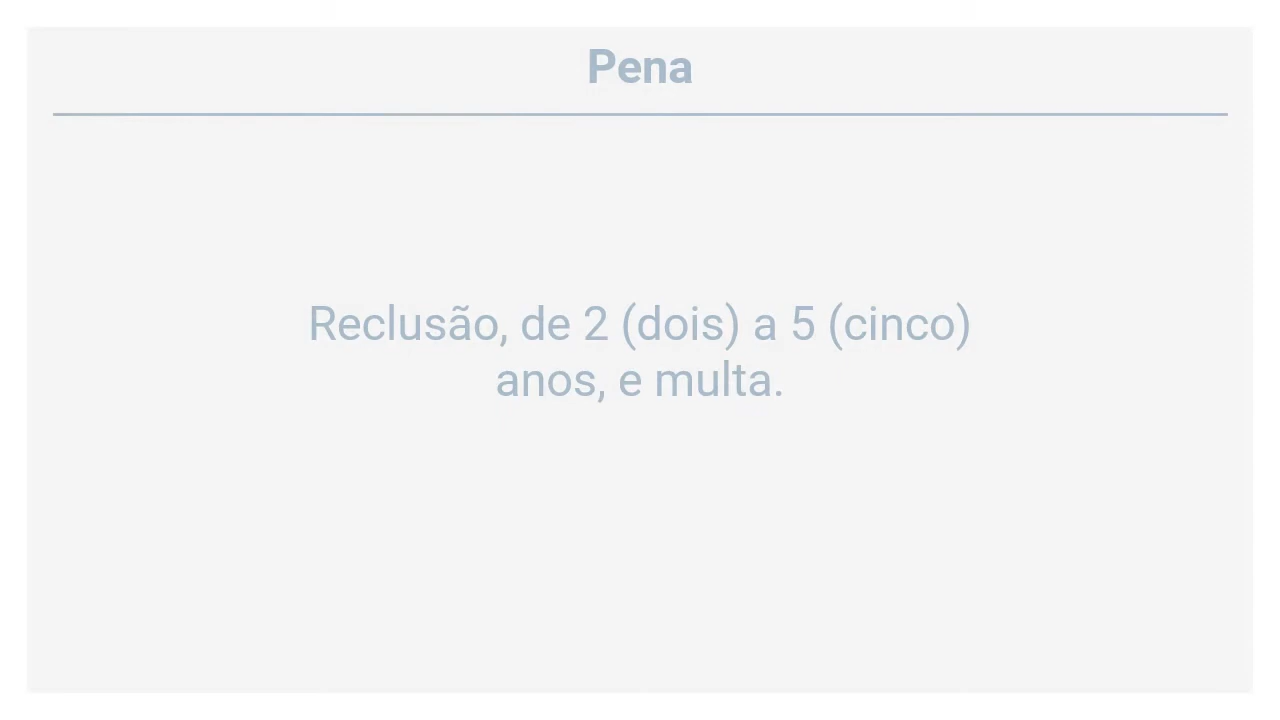 Pena
Reclusão, de 2 (dois) a 5 (cinco)
anos, e multa.